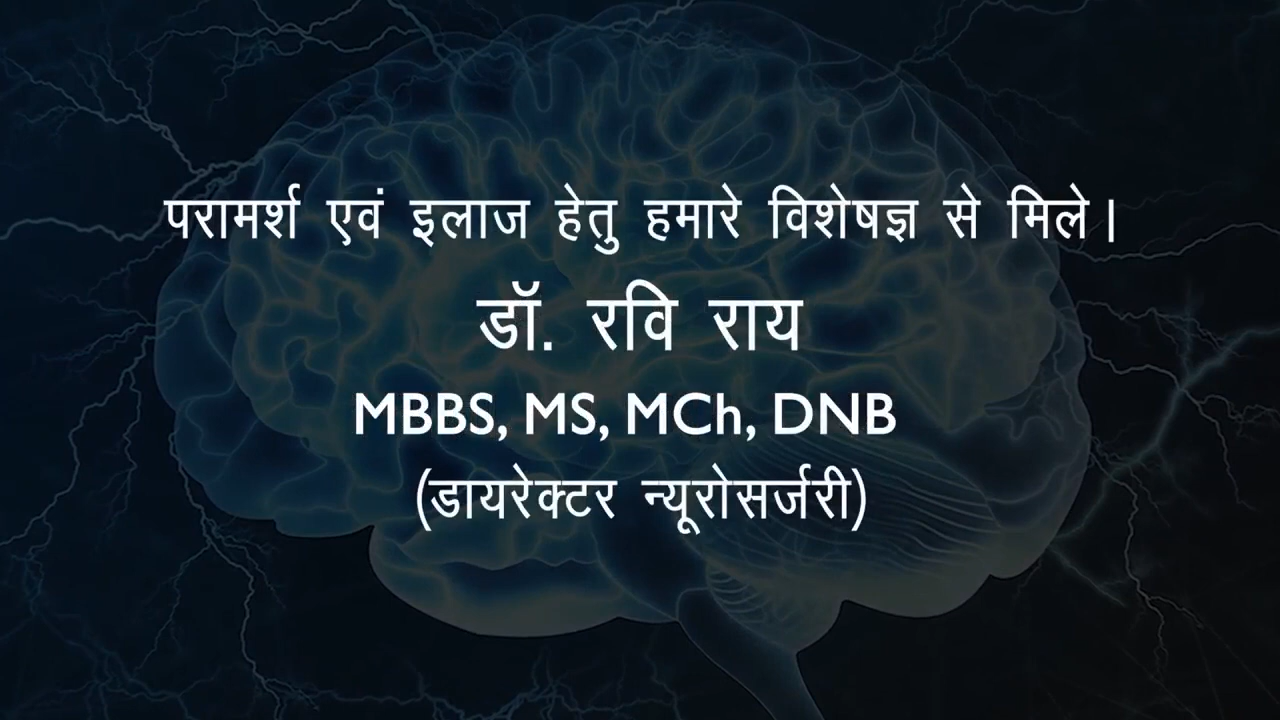 परामर्श एवं इलाज हेतु हमारे विशेषज्ञ से मिले।
डॉ. रवि राय
MBBS, MS, MCh, DNB
(डायरेक्टर न्यूरोसर्जरी)